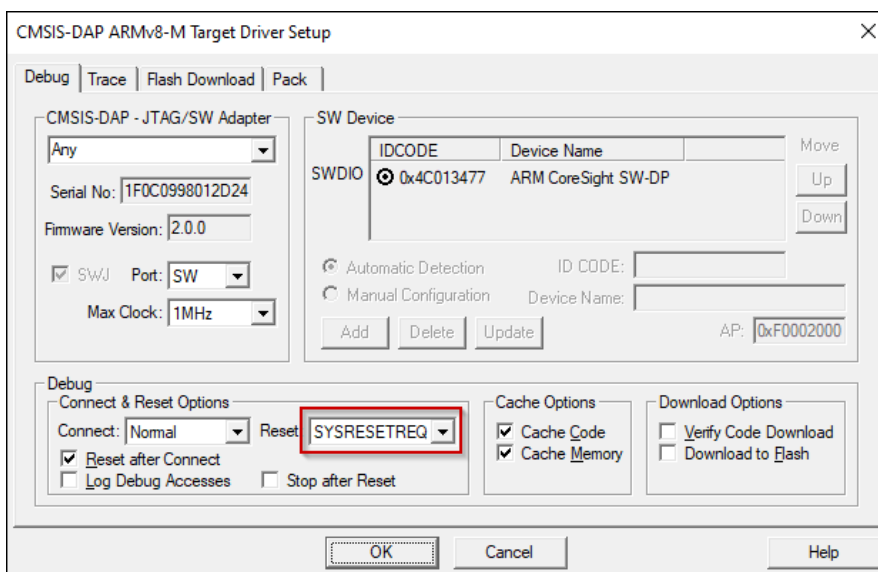 CMSIS-DAP ARMv8-M Target Driver Setup
Debug Trace Flash Download Pack
CMSIS-DAP - JTAG/SW Adapter
Any
Serial No: 1F0C0998012D24
Firmware Version: 2.0.0
SWJ Port: SW
Max Clock: 1MHz
SW Device
IDCODE Device Name
SWDIO 0x4C013477 ARM CoreSight SW-DP
Move
Up
Down
Automatic Detection ID CODE:
Manual Configuration Device Name:
Add Delete Update AP: 0xF0002000
Debug
Connect & Reset Options
Connect: Normal Reset SYSRESETREQ
Reset after Connect
Log Debug Accesses Stop after Reset
Cache Options
Cache Code
Cache Memory
Download Options
Verify Code Download
Download to Flash
OK Cancel Help